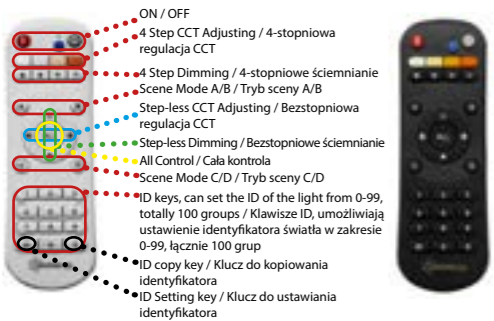 ON / OFF
4 Step CCT Adjusting / 4-stopniowa
regulacja CCT
4 Step Dimming / 4-stopniowe ściemnianie
Scene Mode A/B / Tryb sceny A/B
Step-less CCT Adjusting / Bezstopniowa
regulacja CCT
Step-less Dimming / Bezstopniowe ściemnianie
All Control / Cała kontrola
Scene Mode C/D / Tryb sceny C/D
ID keys, can set the ID of the light from 0-99,
totally 100 groups / Klawisze ID, umożliwiają
ustawienie identyfikatora światła w zakresie
0-99, łącznie 100 grup
ID copy key / Klucz do kopiowania
identyfikatora
ID Setting key / Klucz do ustawiania
identyfikatora